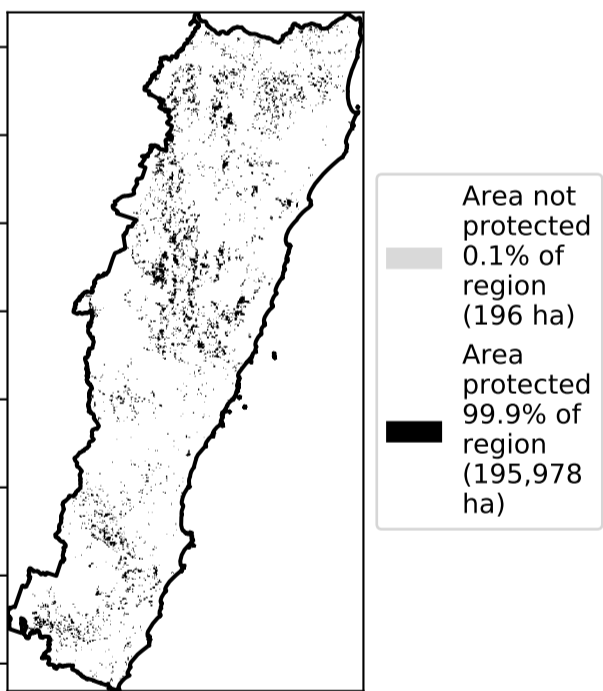 Area not
protected
0.1% of
region
(196 ha)
Area
protected
99.9% of
region
(195,978
ha)